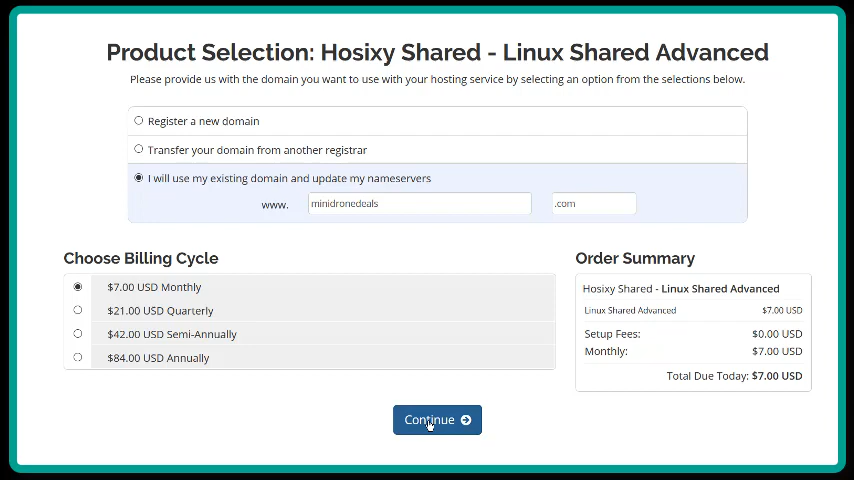 Product Selection: Hosixy Shared - Linux Shared Advanced
Please provide us with the domain you want to use with your hosting service by selecting an option from the selections below.
Register a new domain
Transfer your domain from another registrar
I will use my existing domain and update my nameservers
www. minidronedeals .com
Choose Billing Cycle
$7.00 USD Monthly
$21.00 USD Quarterly
$42.00 USD Semi-Annually
$84.00 USD Annually
Order Summary
Hosixy Shared - Linux Shared Advanced
Linux Shared Advanced $7.00 USD
Setup Fees: $0.00 USD
Monthly: $7.00 USD
Total Due Today: $7.00 USD
Continue